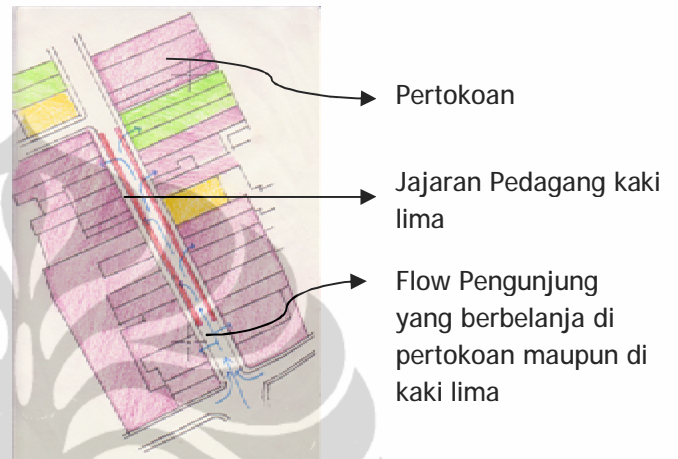 Pertokoan
Jajaran Pedagang kaki
lima
Flow Pengunjung
yang berbelanja di
pertokoan maupun di
kaki lima